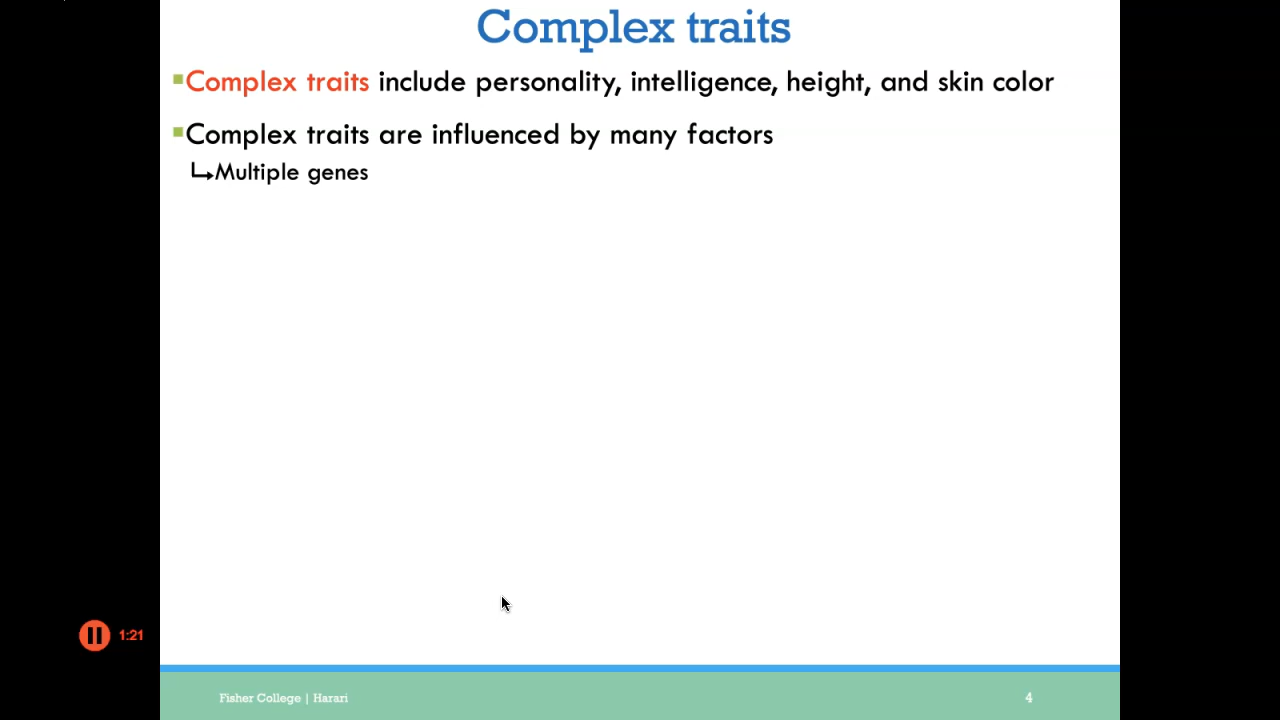 Complex traits
Complex traits include personality, intelligence, height, and skin color
Complex traits are influenced by many factors
Multiple genes
1:21
Fisher College | Harari
4